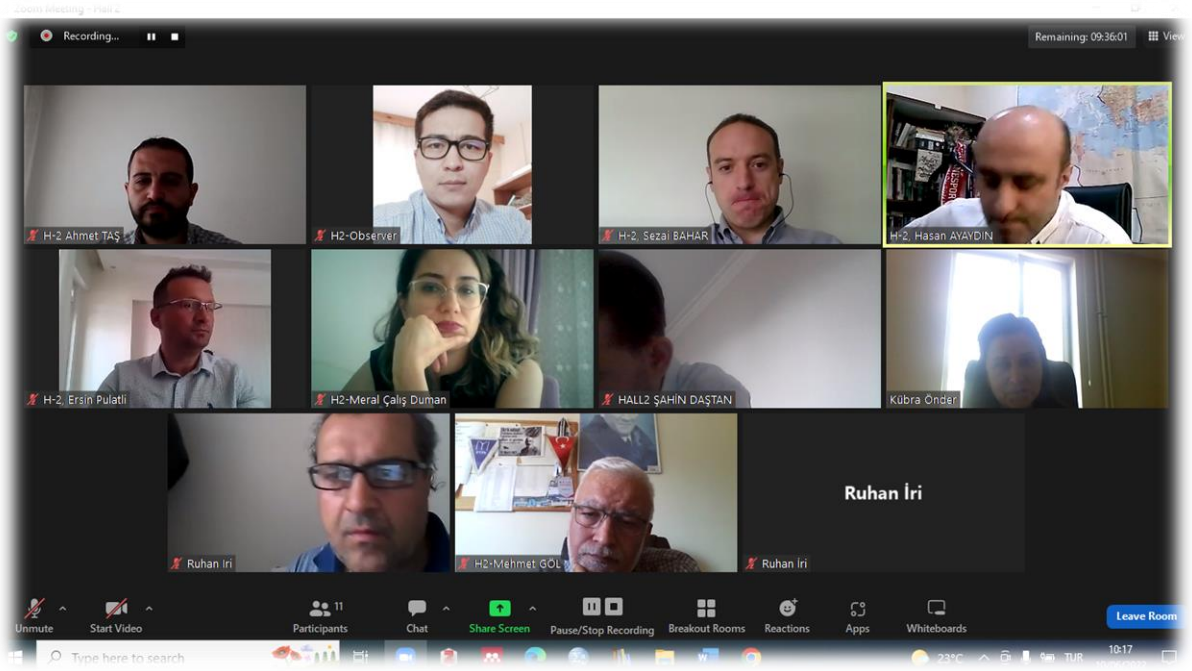 Zoom Meeting - Hall 2
Recording...
Remaining: 09:36:01
View
H-2 Ahmet TAŞ
H2-Observer
H-2, Sezai BAHAR
H-2, Hasan AYAYDIN
H-2, Ersin Pulatli
H2-Meral Çalış Duman
HALL2 ŞAHİN DAŞTAN
Kübra Önder
Ruhan İri
Ruhan Iri
H2-Mehmet GÖL
Ruhan İri
11
Unmute
Start Video
Participants
Chat
Share Screen
Pause/Stop Recording
Breakout Rooms
Reactions
Apps
Whiteboards
Leave Room
Type here to search
23°C
TUR
10:17